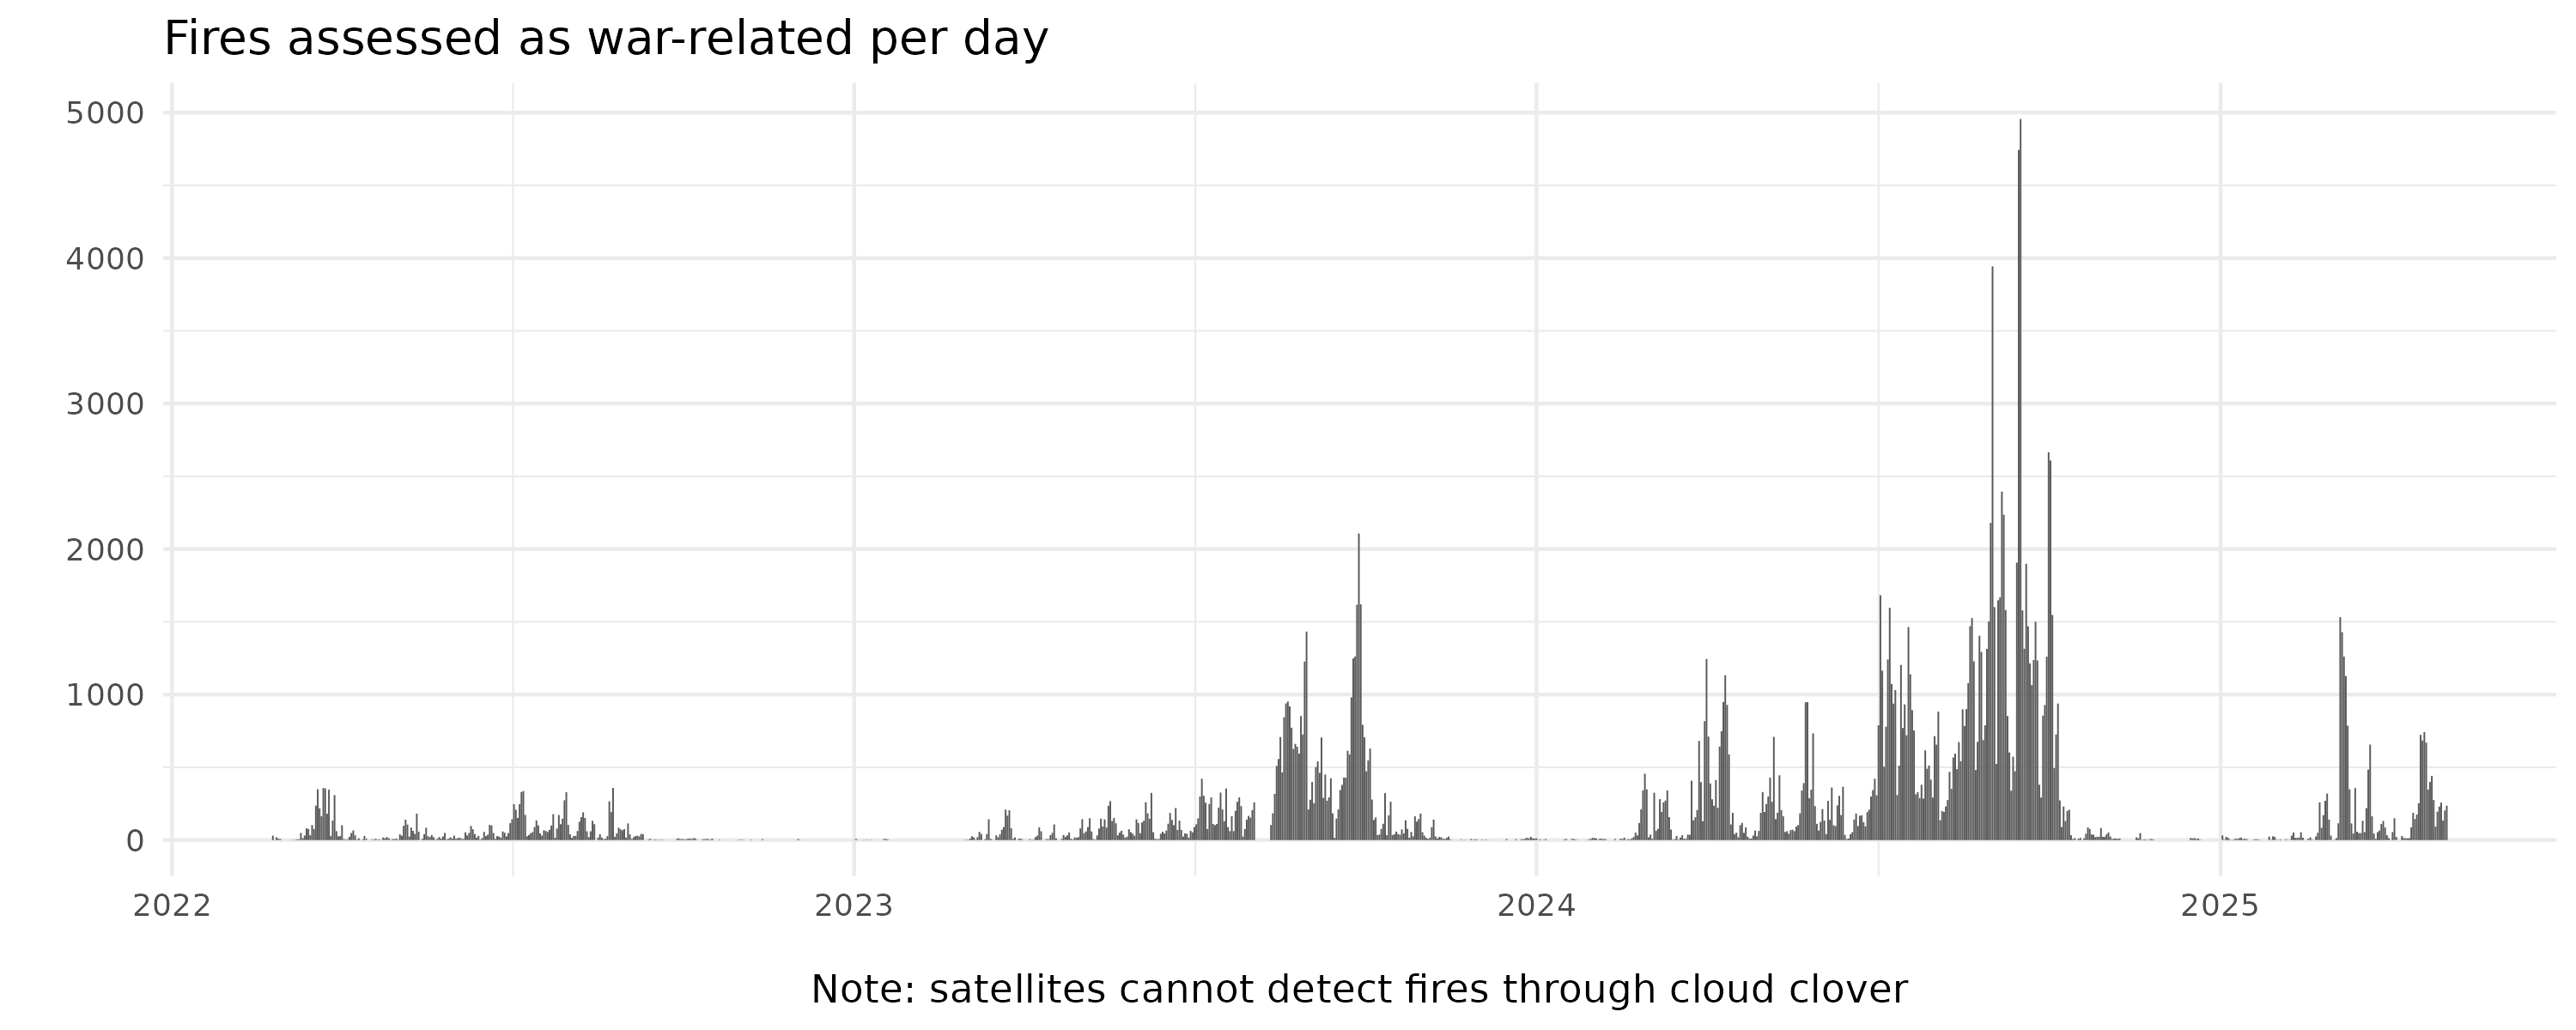 Fires assessed as war-related per day
5000
4000
3000
2000
1000
0
2022 2023 2024 2025
Note: satellites cannot detect fires through cloud clover